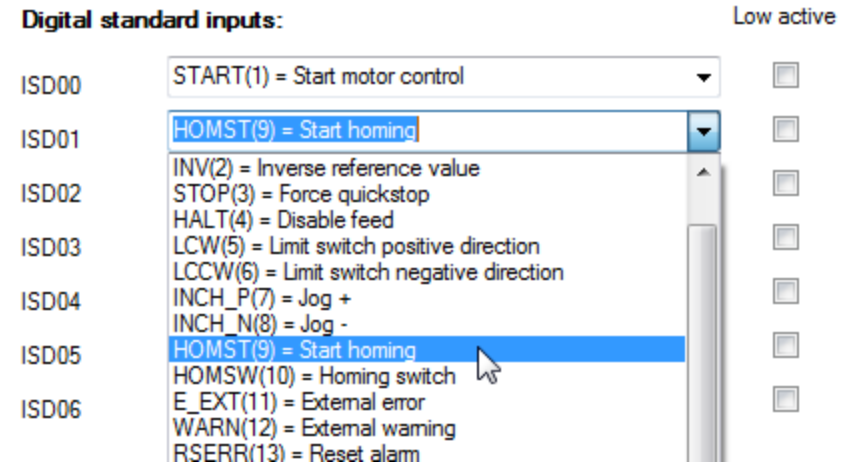 Digital standard inputs: Low active
ISD00 START(1) = Start motor control
ISD01 HOMST(9) = Start homing
INV(2) = Inverse reference value
ISD02 STOP(3) = Force quickstop
HALT(4) = Disable feed
ISD03 LCW(5) = Limit switch positive direction
LCCW(6) = Limit switch negative direction
ISD04 INCH_P(7) = Jog +
INCH_N(8) = Jog -
ISD05 HOMST(9) = Start homing
HOMSW(10) = Homing switch
ISD06 E_EXT(11) = External error
WARN(12) = External warning
RSERR(13) = Reset alarm